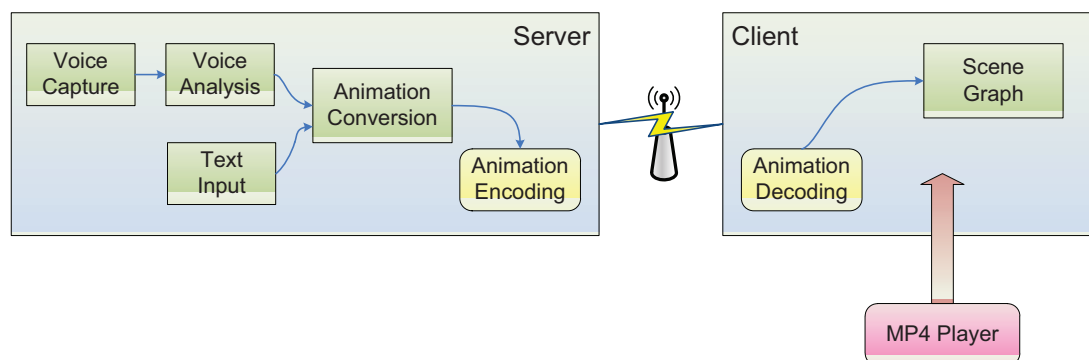 Server
Voice
Capture
Voice
Analysis
Animation
Conversion
Text
Input
Animation
Encoding
Client
Scene
Graph
Animation
Decoding
MP4 Player